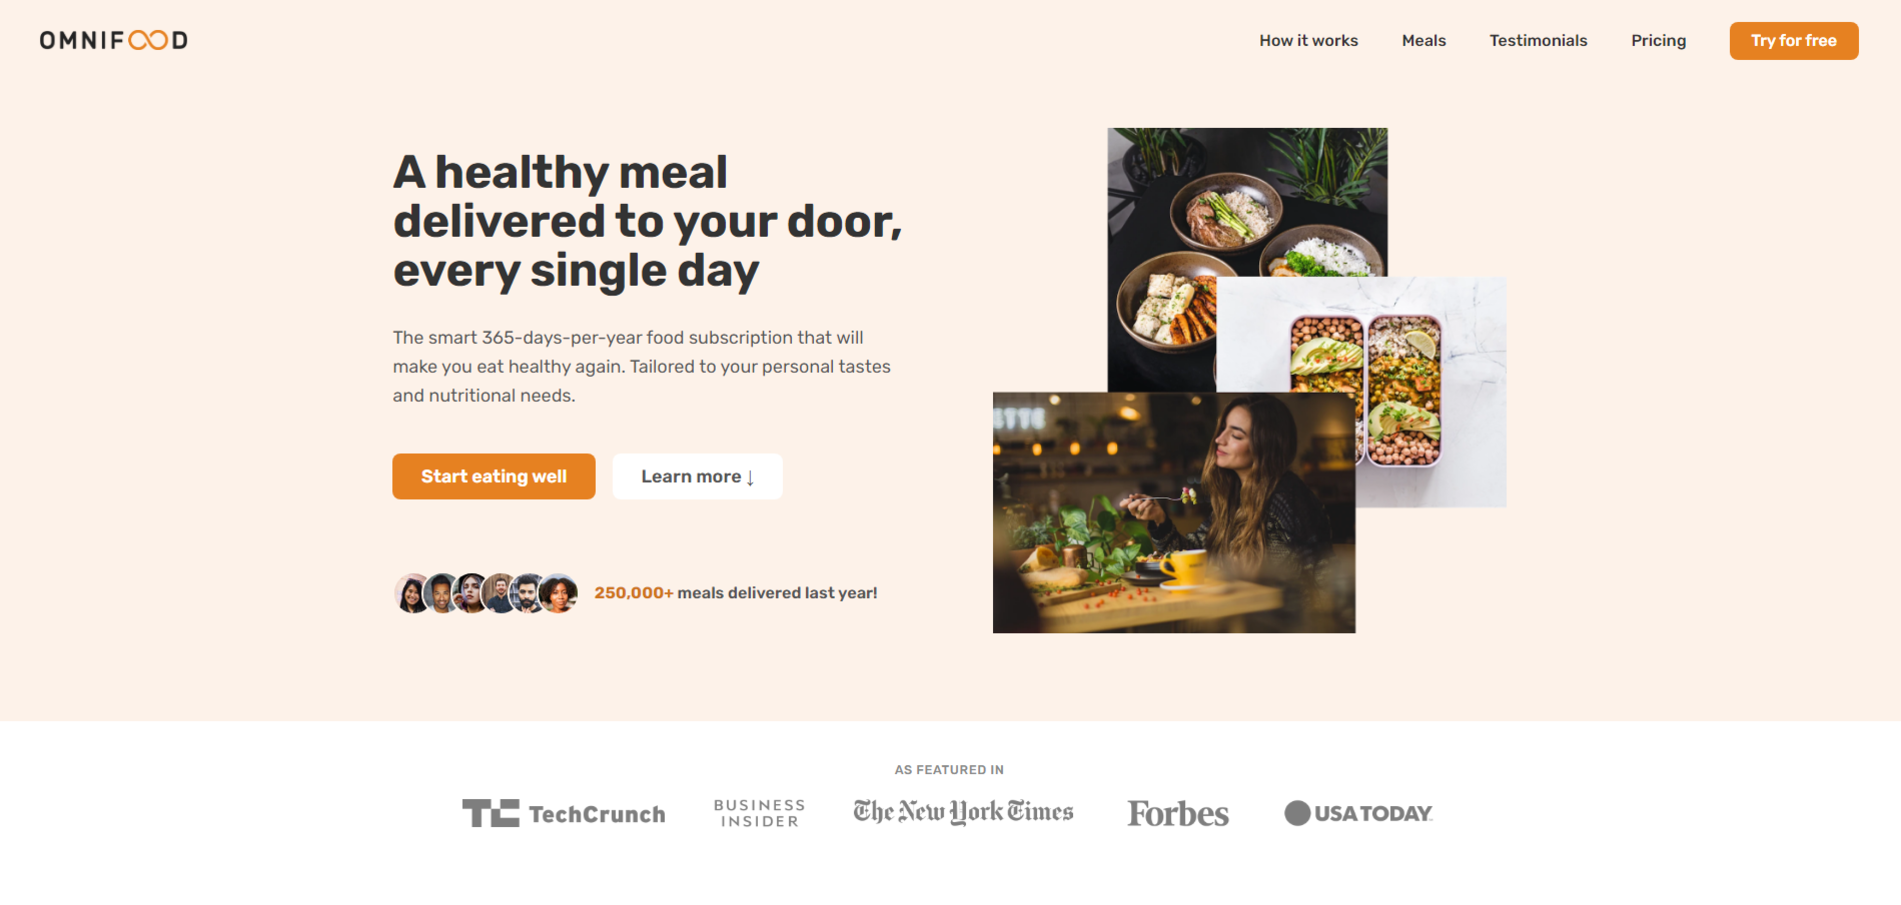 OMNIFOOD
How it works
Meals
Testimonials
Pricing
Try for free
A healthy meal
delivered to your door,
every single day
The smart 365-days-per-year food subscription that will
make you eat healthy again. Tailored to your personal tastes
and nutritional needs.
Start eating well
Learn more ↓
250,000+ meals delivered last year!
AS FEATURED IN
TC TechCrunch
BUSINESS
INSIDER
The New York Times
Forbes
USA TODAY